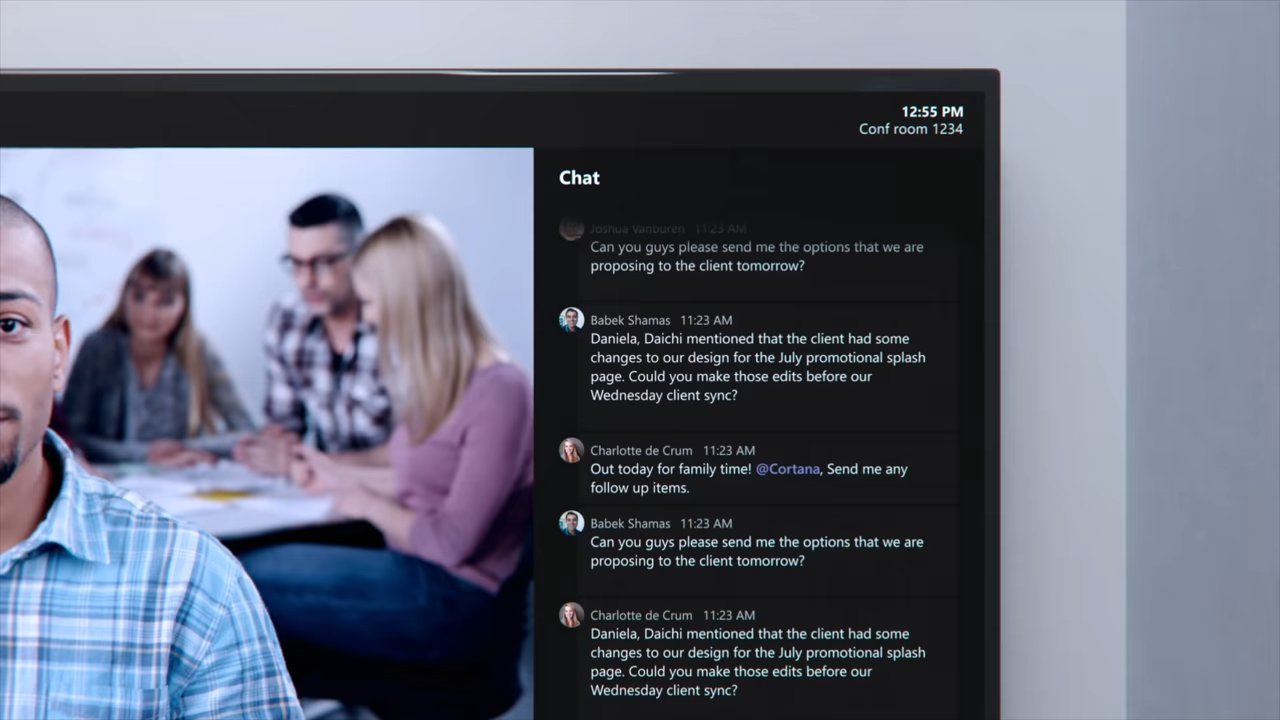 12:55 PM
Conf room 1234
Chat
Joshua Vanburen 11:23 AM
Can you guys please send me the options that we are
proposing to the client tomorrow?
Babek Shamas 11:23 AM
Daniela, Daichi mentioned that the client had some
changes to our design for the July promotional splash
page. Could you make those edits before our
Wednesday client sync?
Charlotte de Crum 11:23 AM
Out today for family time! @Cortana, Send me any
follow up items.
Babek Shamas 11:23 AM
Can you guys please send me the options that we are
proposing to the client tomorrow?
Charlotte de Crum 11:23 AM
Daniela, Daichi mentioned that the client had some
changes to our design for the July promotional splash
page. Could you make those edits before our
Wednesday client sync?